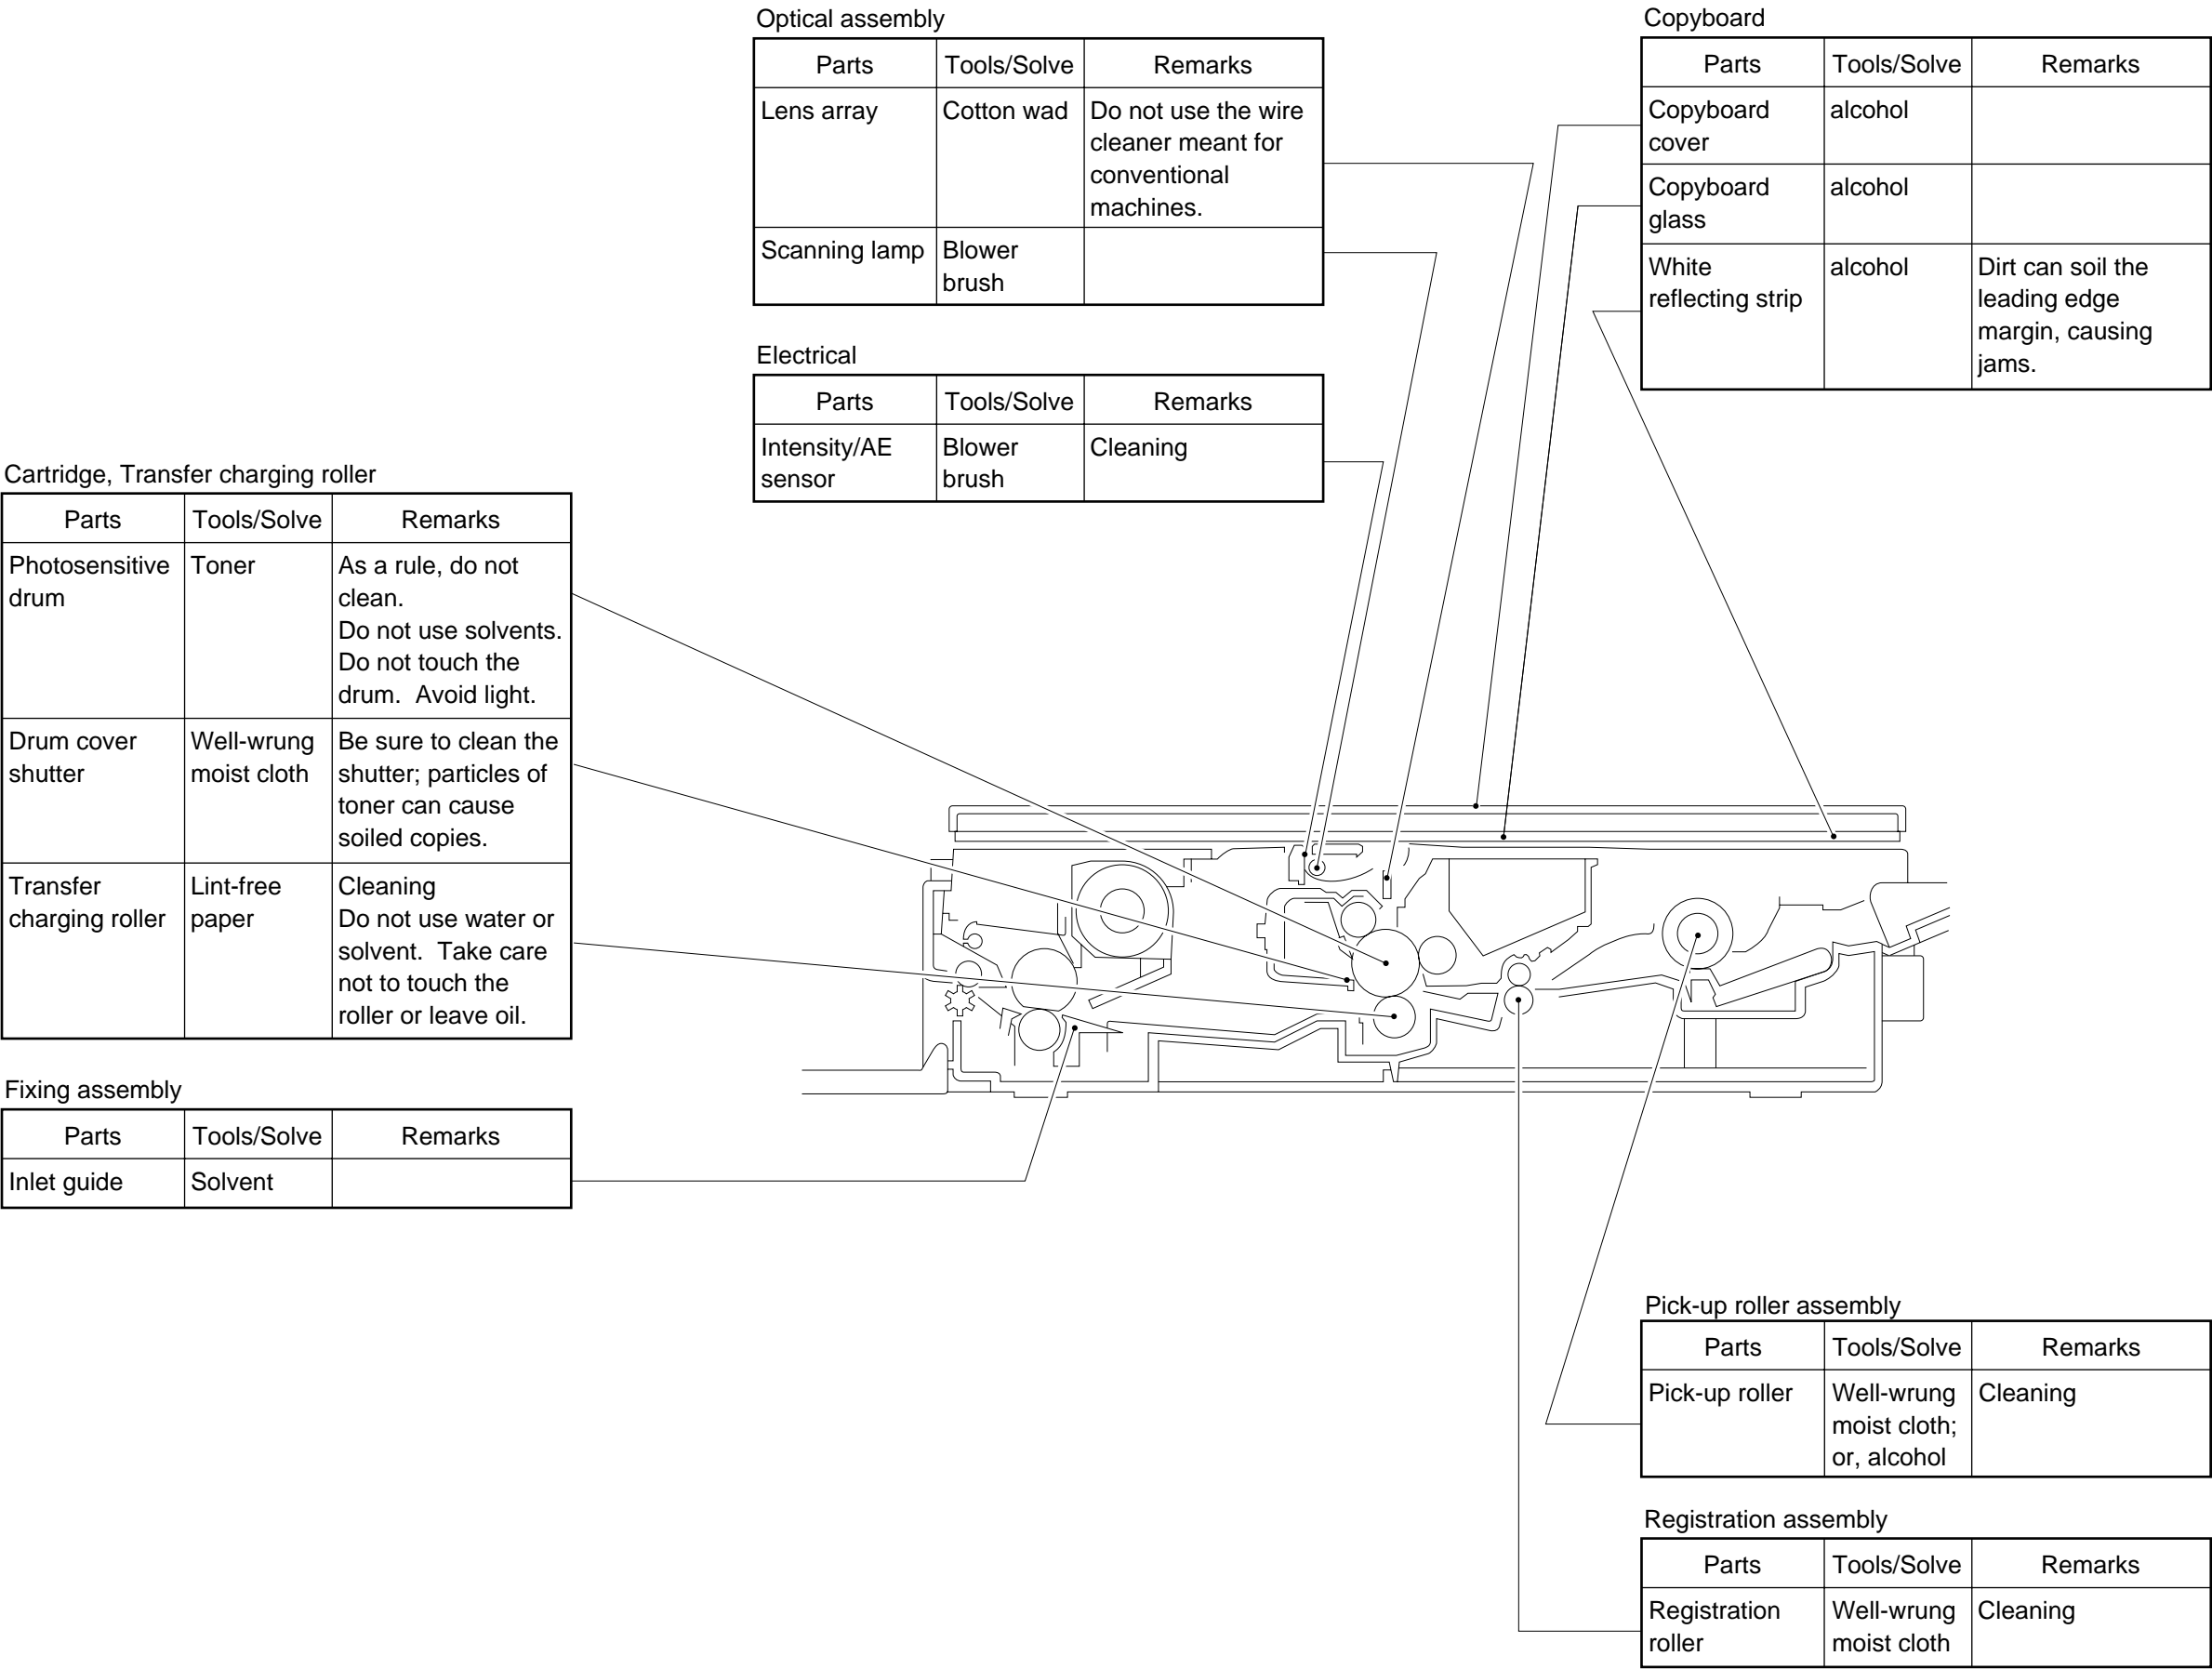 Optical assembly
Parts Tools/Solve Remarks
Lens array Cotton wad Do not use the wire
cleaner meant for
conventional
machines.
Scanning lamp Blower
brush
Electrical
Parts Tools/Solve Remarks
Intensity/AE Blower Cleaning
sensor brush
Copyboard
Parts Tools/Solve Remarks
Copyboard alcohol
cover
Copyboard alcohol
glass
White alcohol Dirt can soil the
reflecting strip leading edge
margin, causing
jams.
Cartridge, Transfer charging roller
Parts Tools/Solve Remarks
Photosensitive Toner As a rule, do not
drum clean.
Do not use solvents.
Do not touch the
drum. Avoid light.
Drum cover Well-wrung Be sure to clean the
shutter moist cloth shutter; particles of
toner can cause
soiled copies.
Transfer Lint-free Cleaning
charging roller paper Do not use water or
solvent. Take care
not to touch the
roller or leave oil.
Fixing assembly
Parts Tools/Solve Remarks
Inlet guide Solvent
Pick-up roller assembly
Parts Tools/Solve Remarks
Pick-up roller Well-wrung Cleaning
moist cloth;
or, alcohol
Registration assembly
Parts Tools/Solve Remarks
Registration Well-wrung Cleaning
roller moist cloth